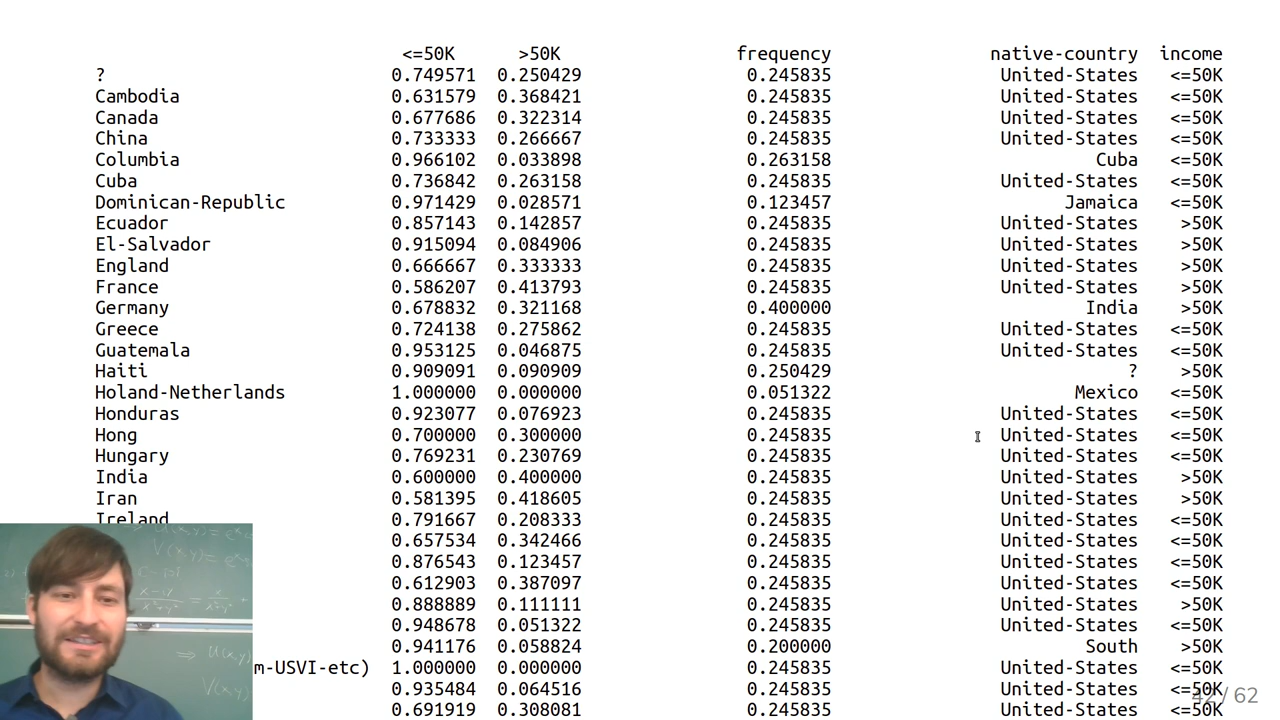 <=50K >50K frequency native-country income
? 0.749571 0.250429 0.245835 United-States <=50K
Cambodia 0.631579 0.368421 0.245835 United-States <=50K
Canada 0.677686 0.322314 0.245835 United-States <=50K
China 0.733333 0.266667 0.245835 United-States <=50K
Columbia 0.966102 0.033898 0.263158 Cuba <=50K
Cuba 0.736842 0.263158 0.245835 United-States <=50K
Dominican-Republic 0.971429 0.028571 0.123457 Jamaica <=50K
Ecuador 0.857143 0.142857 0.245835 United-States >50K
El-Salvador 0.915094 0.084906 0.245835 United-States >50K
England 0.666667 0.333333 0.245835 United-States >50K
France 0.586207 0.413793 0.245835 United-States >50K
Germany 0.678832 0.321168 0.400000 India >50K
Greece 0.724138 0.275862 0.245835 United-States <=50K
Guatemala 0.953125 0.046875 0.245835 United-States <=50K
Haiti 0.909091 0.090909 0.250429 ? >50K
Holand-Netherlands 1.000000 0.000000 0.051322 Mexico <=50K
Honduras 0.923077 0.076923 0.245835 United-States <=50K
Hong 0.700000 0.300000 0.245835 United-States <=50K
Hungary 0.769231 0.230769 0.245835 United-States <=50K
India 0.600000 0.400000 0.245835 United-States >50K
Iran 0.581395 0.418605 0.245835 United-States >50K
Ireland 0.791667 0.208333 0.245835 United-States <=50K
0.657534 0.342466 0.245835 United-States <=50K
0.876543 0.123457 0.245835 United-States <=50K
0.612903 0.387097 0.245835 United-States <=50K
0.888889 0.111111 0.245835 United-States >50K
0.948678 0.051322 0.245835 United-States <=50K
0.941176 0.058824 0.200000 South >50K
m-USVI-etc) 1.000000 0.000000 0.245835 United-States <=50K
0.935484 0.064516 0.245835 United-States <=50K
0.691919 0.308081 0.245835 United-States <=50K
42 / 62